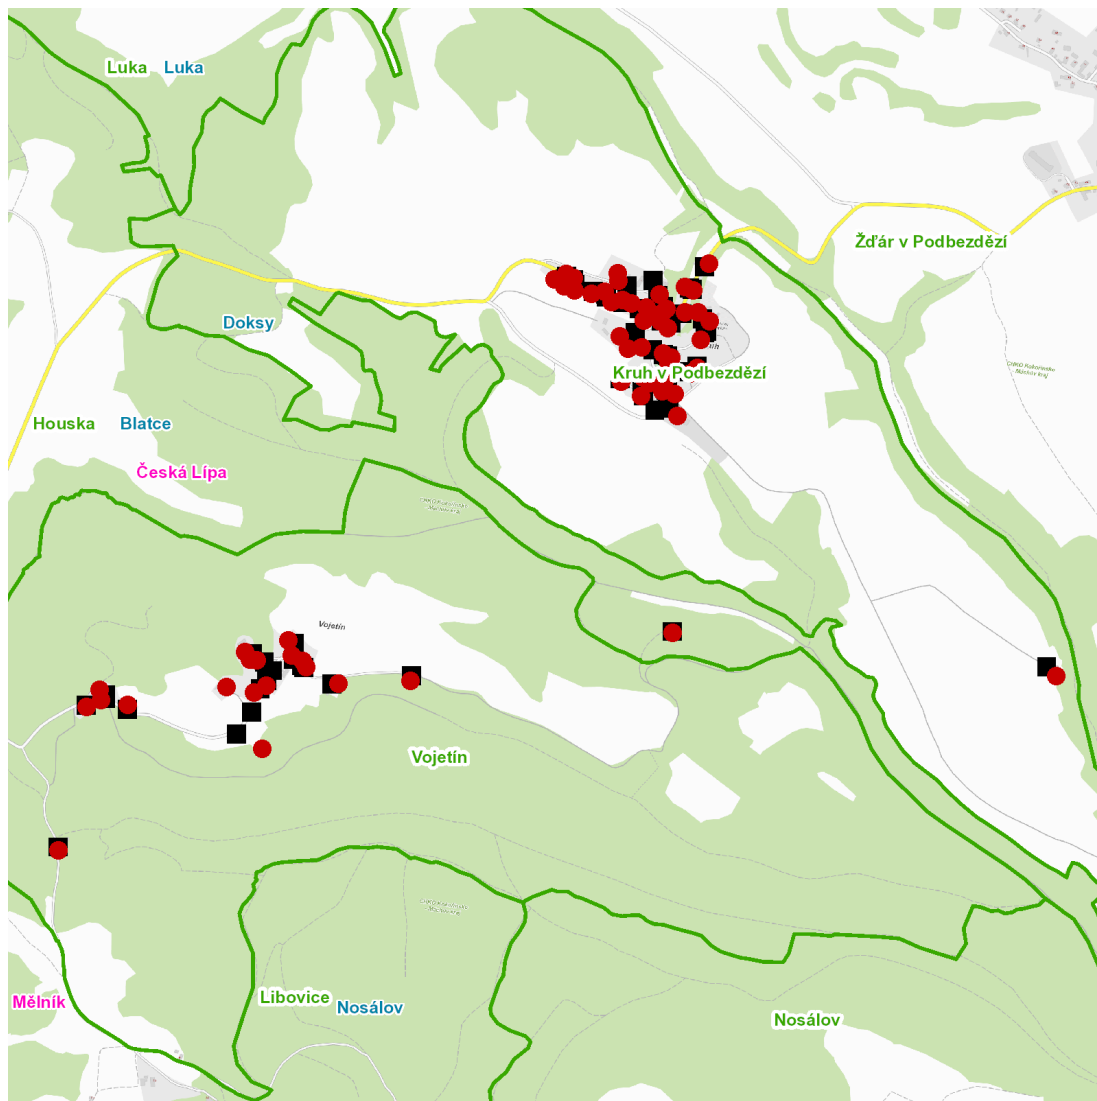 Luka Luka
Žďár v Podbezdězí
Doksy
Kruh v Podbezdězí
Houska Blatce
Česká Lípa
Vojetín
Vojetín
Mělník
Libovice
Nosálov
Nosálov